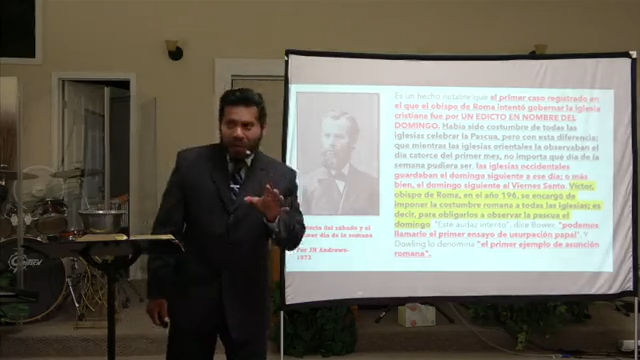 Es un hecho notable que el primer caso registrado en
el que el obispo de Roma intentó gobernar la iglesia
cristiana fue por UN EDICTO EN NOMBRE DEL
DOMINGO. Había sido costumbre de todas las
iglesias celebrar la Pascua, pero con esta diferencia:
que mientras las iglesias orientales la observaban el
día catorce del primer mes, no importa qué día de la
semana pudiera ser, las iglesias occidentales
guardaban el domingo siguiente a ese día; o más
bien, el domingo siguiente al Viernes Santo. Víctor,
obispo de Roma, en el año 196, se encargó de
imponer la costumbre romana a todas las iglesias; es
decir, para obligarlos a observar la pascua el
domingo "Este audaz intento", dice Bower, "podemos
llamarlo el primer ensayo de usurpación papal". Y
Dowling lo denomina "el primer ejemplo de asunción
romana".
del sábado y el
día de la semana
Por JN Andrews-
1873